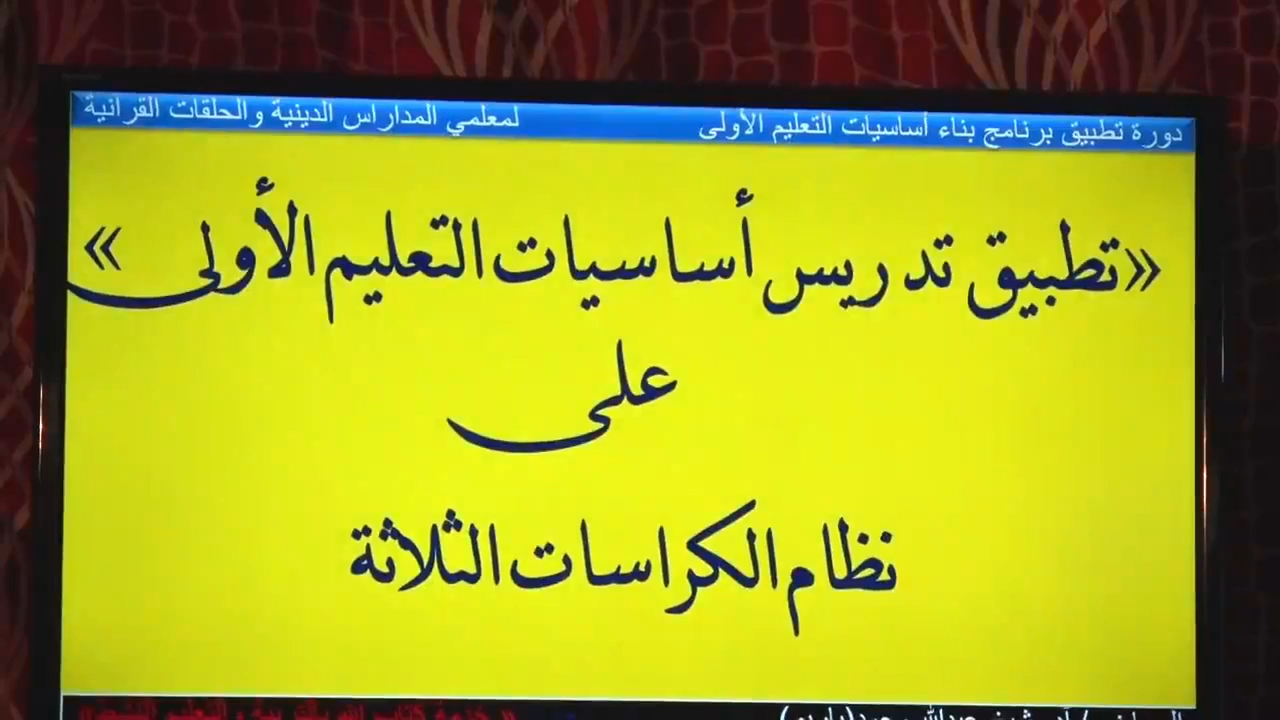 دورة تطبيق برنامج بناء أساسيات التعليم الأولى لمعلمي المدارس الدينية والحلقات القرانية
«تطبيق تدريس أساسيات التعليم الأولى »
على
نظام الكراسات الثلاثة